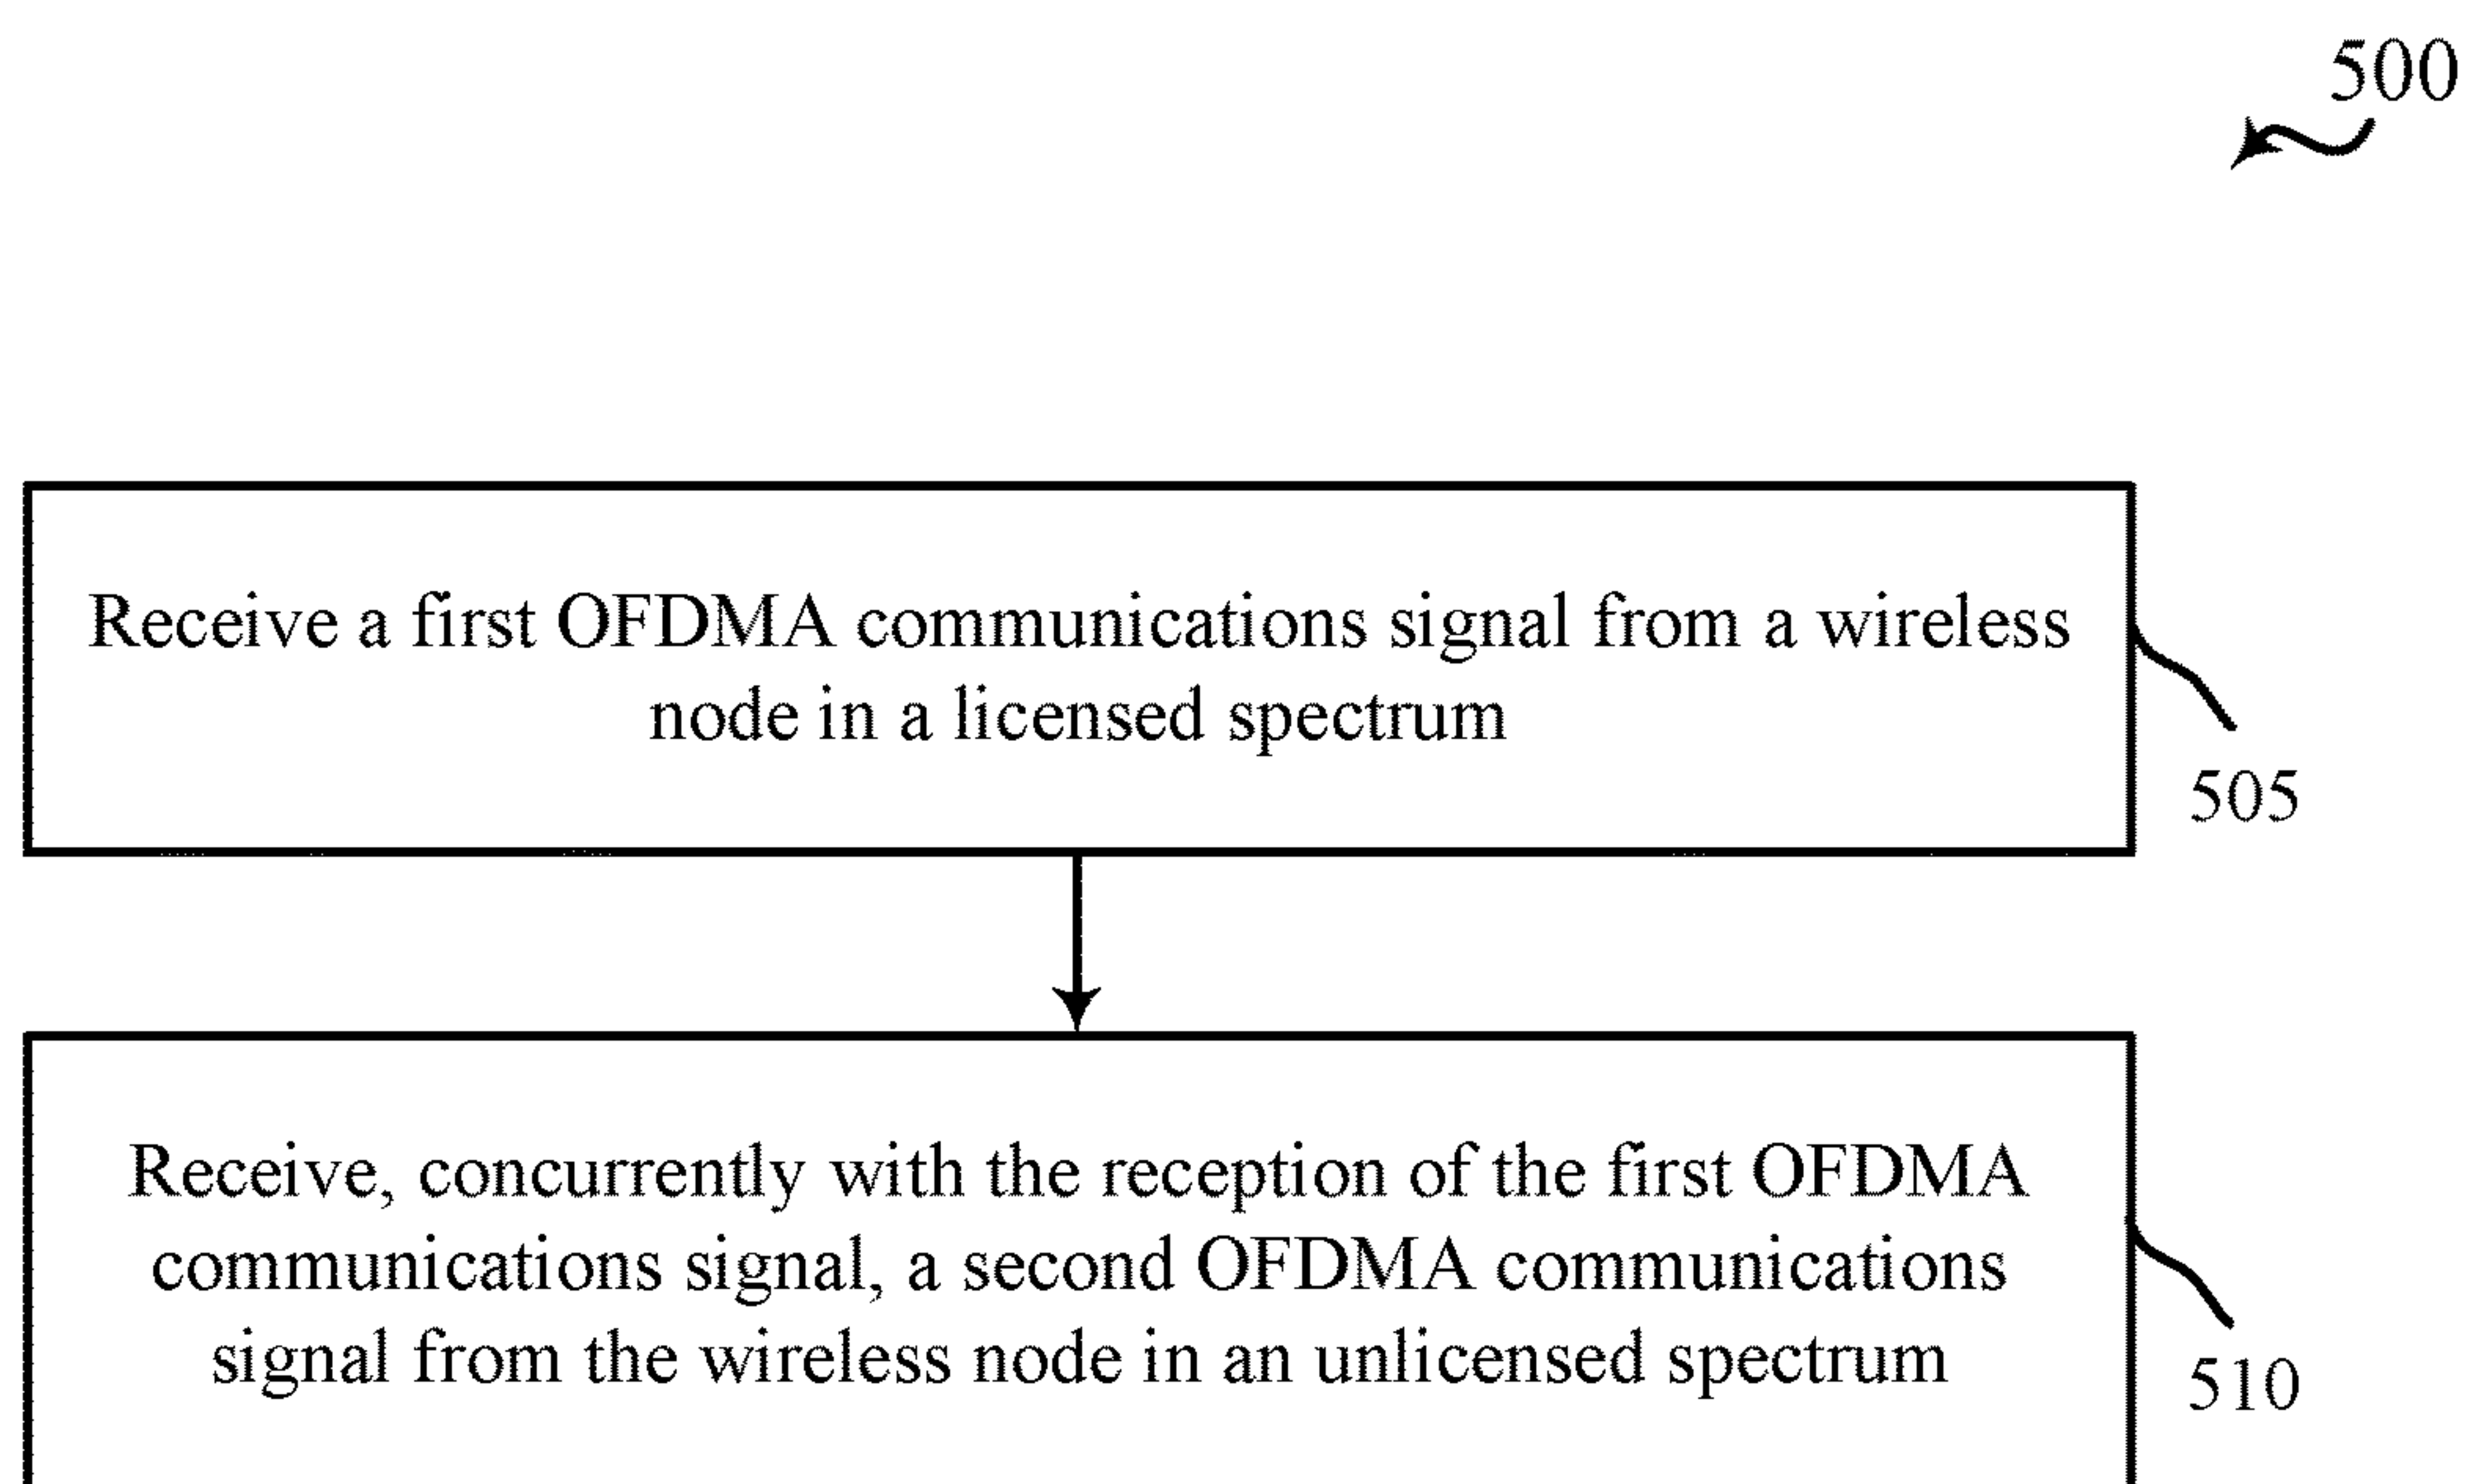 500
Receive a first OFDMA communications signal from a wireless
node in a licensed spectrum
505
Receive, concurrently with the reception of the first OFDMA
communications signal, a second OFDMA communications
signal from the wireless node in an unlicensed spectrum
510